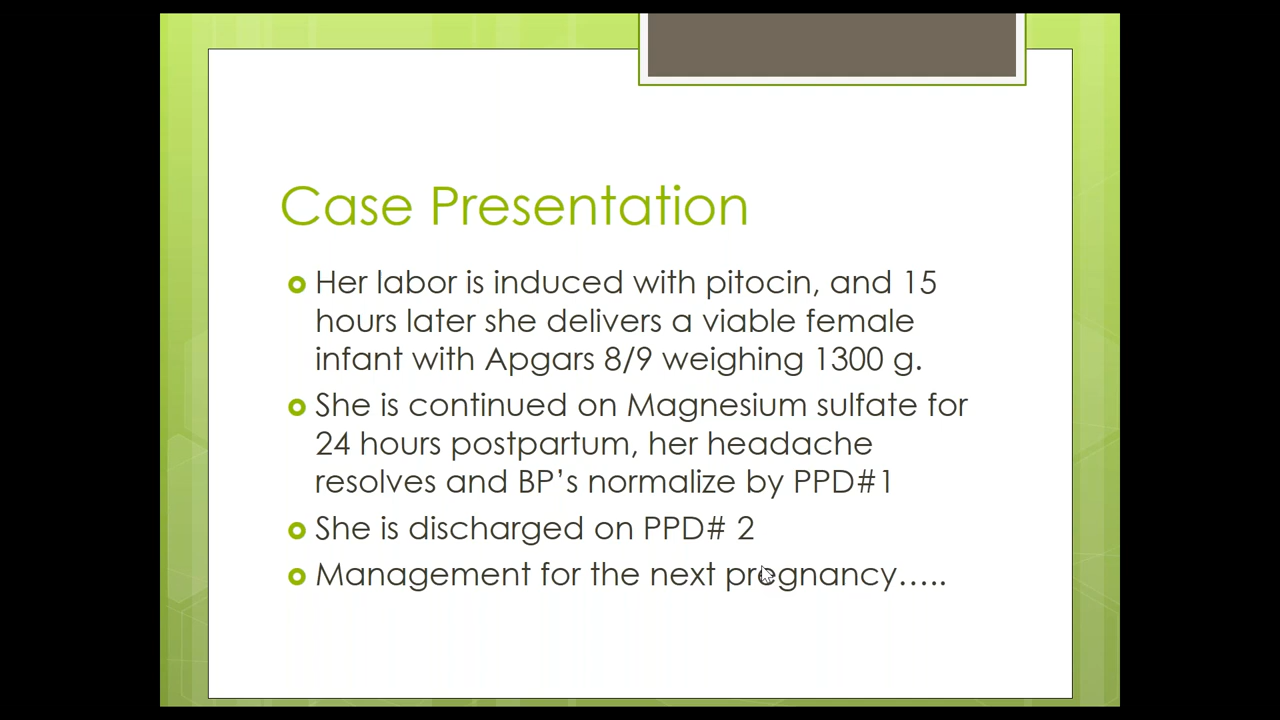 Case Presentation
Her labor is induced with pitocin, and 15
hours later she delivers a viable female
infant with Apgars 8/9 weighing 1300 g.
She is continued on Magnesium sulfate for
24 hours postpartum, her headache
resolves and BP’s normalize by PPD#1
She is discharged on PPD# 2
Management for the next pregnancy…..